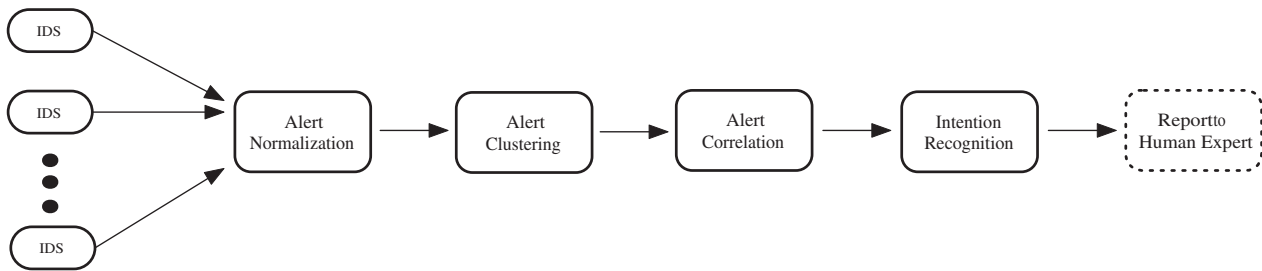 IDS
IDS
IDS
Alert
Normalization
Alert
Clustering
Alert
Correlation
Intention
Recognition
Reportto
Human Expert